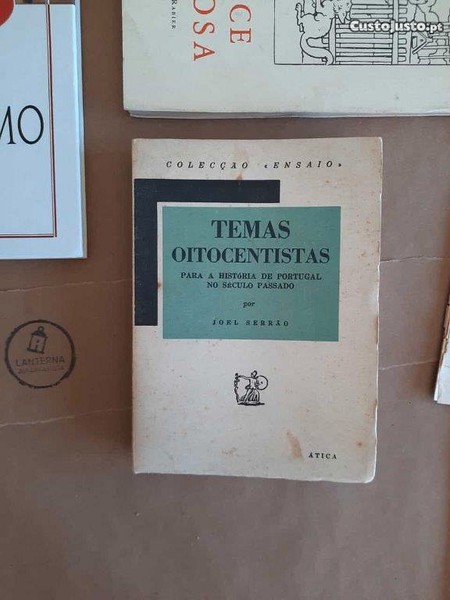 CustoJusto.pt
RABIER
CE
OSA
MO
COLECÇÃO «ENSAIO»
TEMAS
OITOCENTISTAS
PARA A HISTÓRIA DE PORTUGAL
NO SÉCULO PASSADO
por
JOEL SERRÃO
ÁTICA
LANTERNA